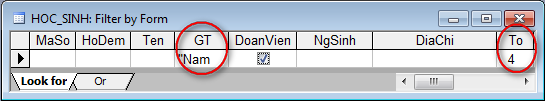 HOC_SINH: Filter by Form
MaSo HoDem Ten GT DoanVien NgSinh DiaChi To
"Nam 4
Look for Or